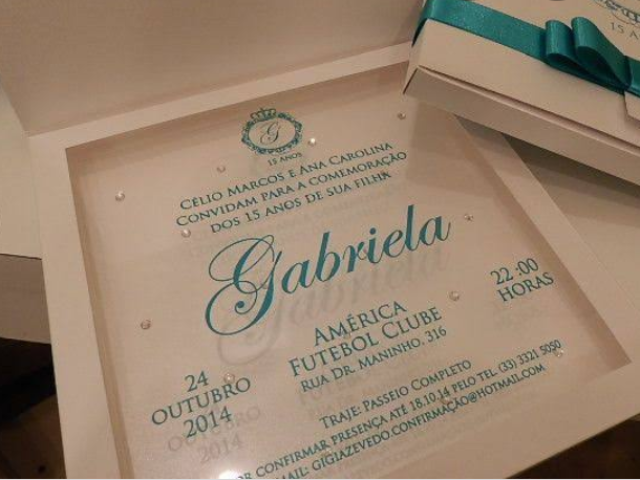 G
15 ANOS
CÉLIO MARCOS E ANA CAROLINA
CONVIDAM PARA A COMEMORAÇÃO
DOS 15 ANOS DE SUA FILHA
Gabriela
22:00
HORAS
AMÉRICA
FUTEBOL CLUBE
RUA DR. MANINHO, 316
24
OUTUBRO
2014
TRAJE: PASSEIO COMPLETO
CONFIRMAR PRESENÇA ATÉ 18.10.14 PELO TEL (33) 3321 5050
MAIL: GIGIAZEVEDO.CONFIRMAÇÃO@HOTMAIL.COM
15 A